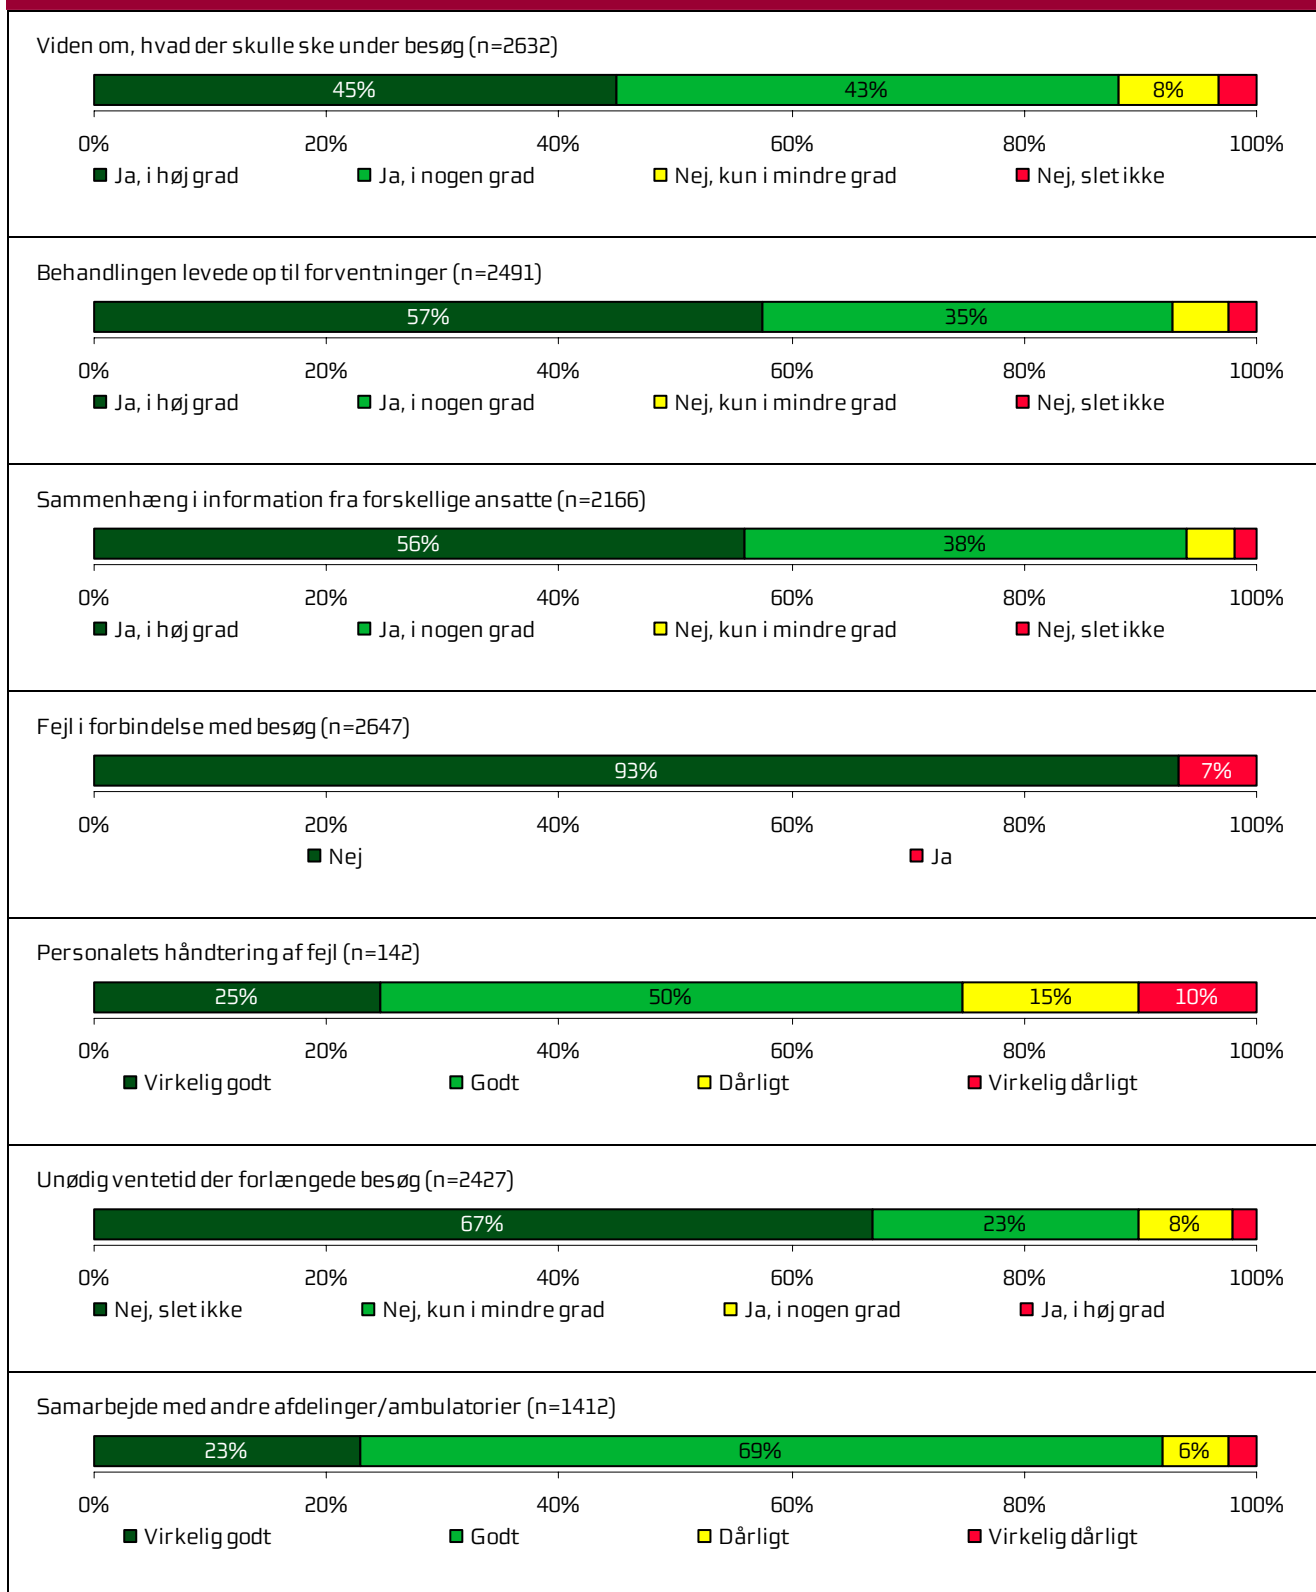 Viden om, hvad der skulle ske under besøg (n=2632)
45% 43% 8%
0% 20% 40% 60% 80% 100%
Ja, i høj grad Ja, i nogen grad Nej, kun i mindre grad Nej, slet ikke
Behandlingen levede op til forventninger (n=2491)
57% 35%
0% 20% 40% 60% 80% 100%
Ja, i høj grad Ja, i nogen grad Nej, kun i mindre grad Nej, slet ikke
Sammenhæng i information fra forskellige ansatte (n=2166)
56% 38%
0% 20% 40% 60% 80% 100%
Ja, i høj grad Ja, i nogen grad Nej, kun i mindre grad Nej, slet ikke
Fejl i forbindelse med besøg (n=2647)
93% 7%
0% 20% 40% 60% 80% 100%
Nej Ja
Personalets håndtering af fejl (n=142)
25% 50% 15% 10%
0% 20% 40% 60% 80% 100%
Virkelig godt Godt Dårligt Virkelig dårligt
Unødig ventetid der forlængede besøg (n=2427)
67% 23% 8%
0% 20% 40% 60% 80% 100%
Nej, slet ikke Nej, kun i mindre grad Ja, i nogen grad Ja, i høj grad
Samarbejde med andre afdelinger/ambulatorier (n=1412)
23% 69% 6%
0% 20% 40% 60% 80% 100%
Virkelig godt Godt Dårligt Virkelig dårligt